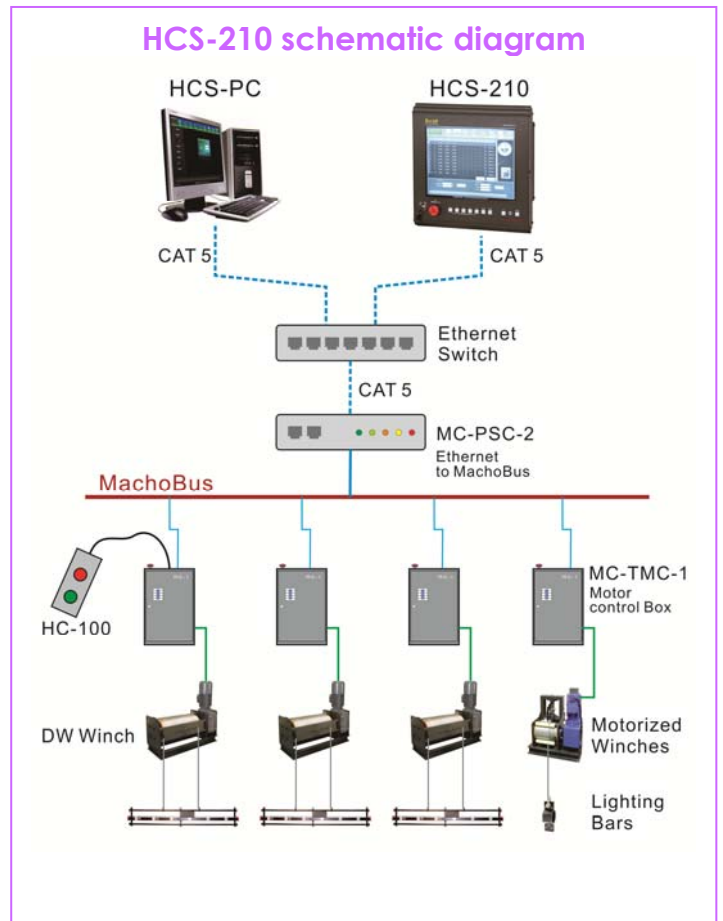 HCS-210 schematic diagram
HCS-PC
HCS-210
CAT 5
CAT 5
Ethernet
Switch
CAT 5
MC-PSC-2
Ethernet
to MachoBus
MachoBus
HC-100
MC-TMC-1
Motor
control Box
DW Winch
Motorized
Winches
Lighting
Bars